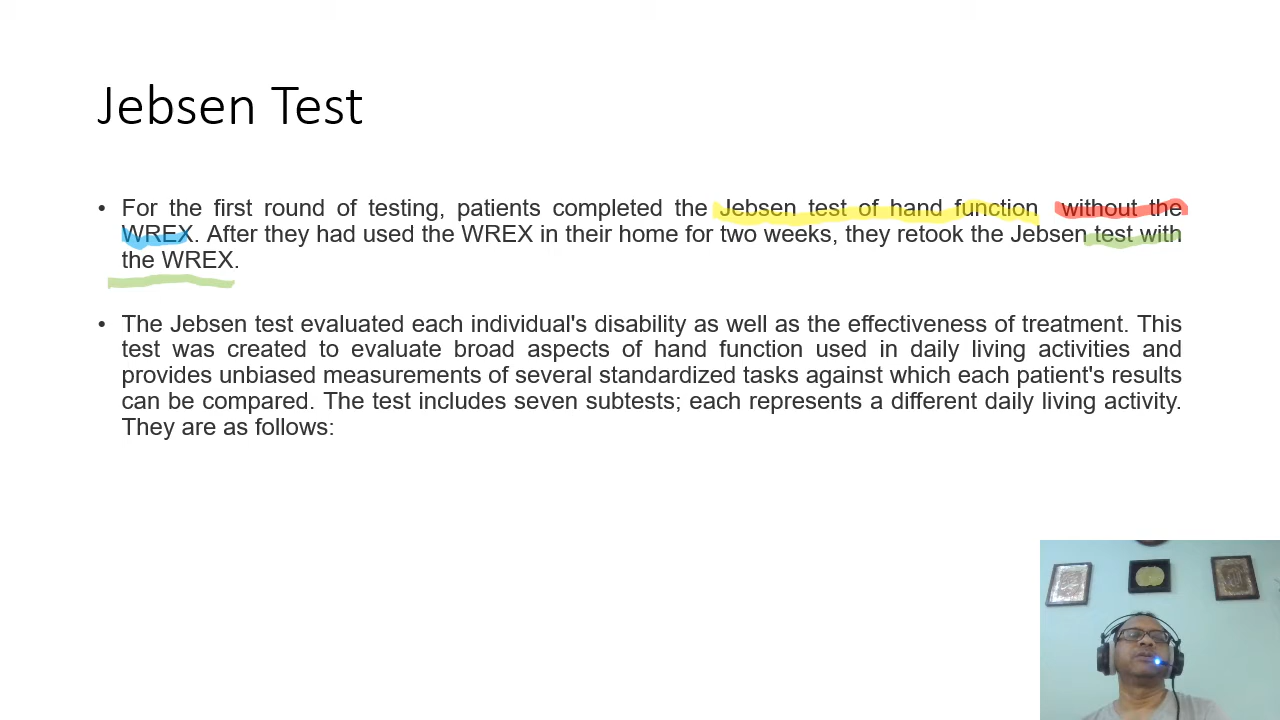 Jebsen Test
• For the first round of testing, patients completed the Jebsen test of hand function without the
WREX. After they had used the WREX in their home for two weeks, they retook the Jebsen test with
the WREX.
• The Jebsen test evaluated each individual's disability as well as the effectiveness of treatment. This
test was created to evaluate broad aspects of hand function used in daily living activities and
provides unbiased measurements of several standardized tasks against which each patient's results
can be compared. The test includes seven subtests; each represents a different daily living activity.
They are as follows: